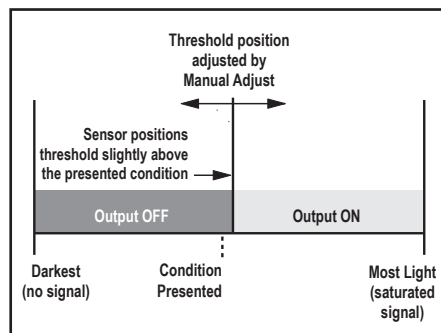 Threshold position
adjusted by
Manual Adjust
Sensor positions
threshold slightly above
the presented condition
Output OFF
Output ON
Darkest
(no signal)
Condition
Presented
Most Light
(saturated
signal)